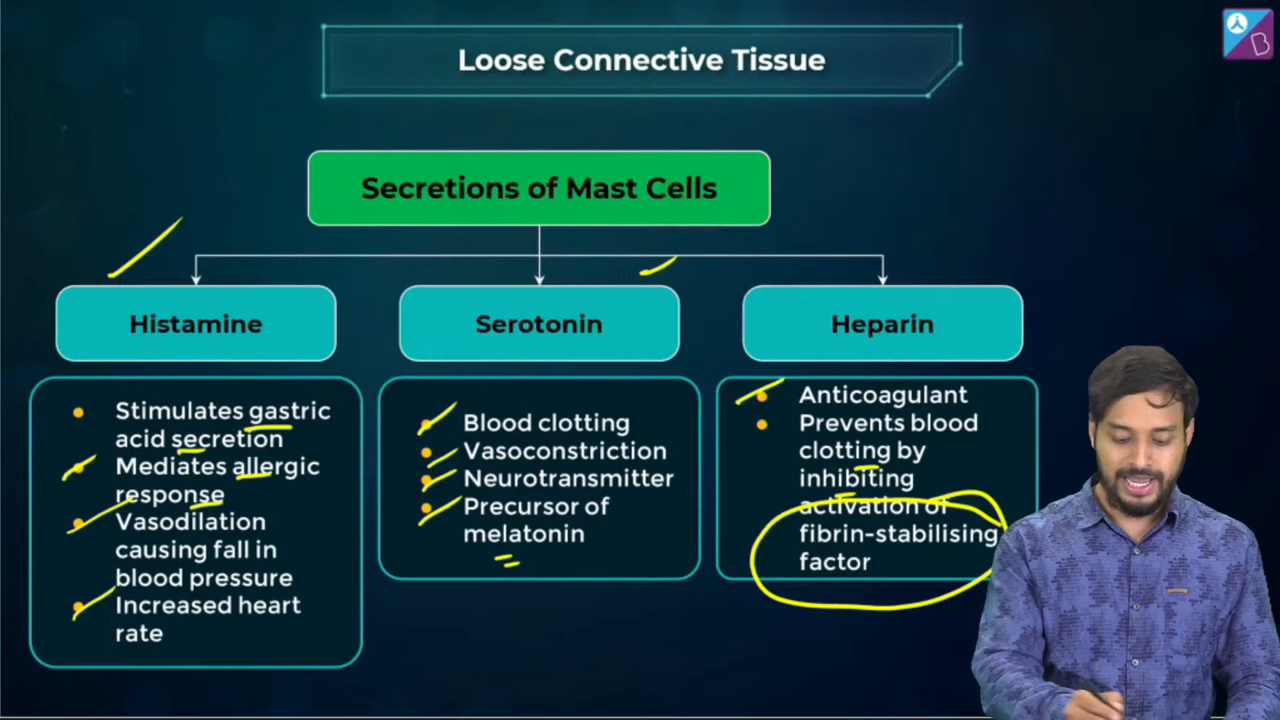 Loose Connective Tissue
Secretions of Mast Cells
Histamine
Stimulates gastric
acid secretion
Mediates allergic
response
Vasodilation
causing fall in
blood pressure
Increased heart
rate
Serotonin
Blood clotting
Vasoconstriction
Neurotransmitter
Precursor of
melatonin
Heparin
Anticoagulant
Prevents blood
clotting by
inhibiting
activation of
fibrin-stabilising
factor
B